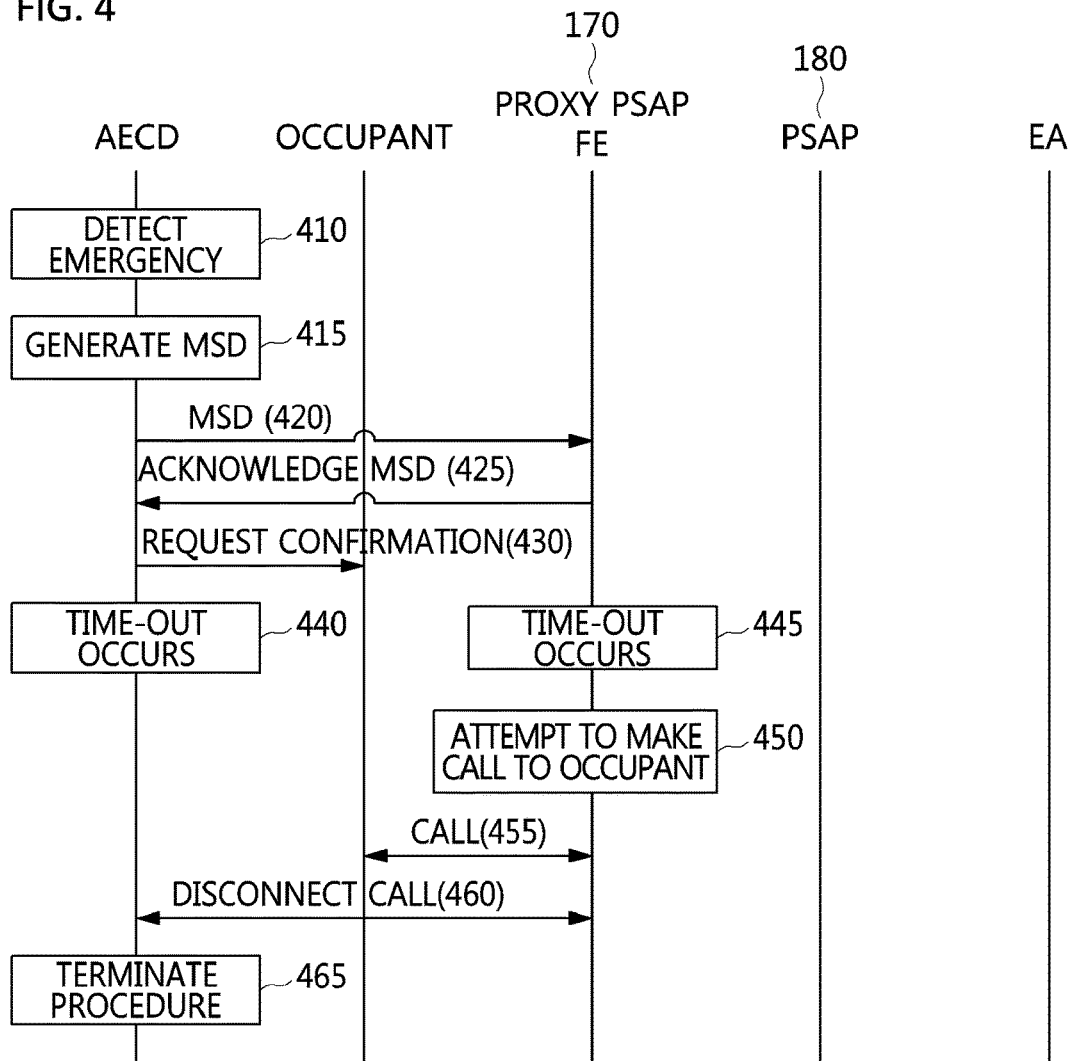 FIG. 4
170
180
PROXY PSAP
FE
AECD
OCCUPANT
PSAP
EA
DETECT
EMERGENCY
410
GENERATE MSD
415
MSD (420)
ACKNOWLEDGE MSD (425)
REQUEST CONFIRMATION(430)
TIME-OUT
OCCURS
440
TIME-OUT
OCCURS
445
ATTEMPT TO MAKE
CALL TO OCCUPANT
450
CALL(455)
DISCONNECT CALL(460)
TERMINATE
PROCEDURE
465